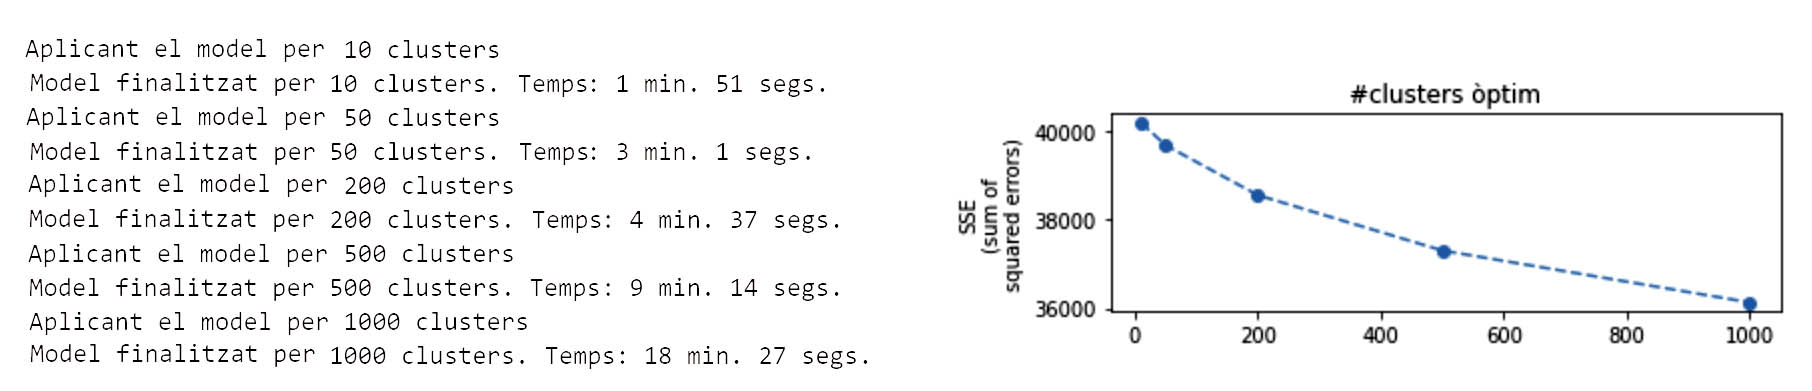 Aplicant el model per 10 clusters
Model finalitzat per 10 clusters. Temps: 1 min. 51 segs.
Aplicant el model per 50 clusters
Model finalitzat per 50 clusters. Temps: 3 min. 1 segs.
Aplicant el model per 200 clusters
Model finalitzat per 200 clusters. Temps: 4 min. 37 segs.
Aplicant el model per 500 clusters
Model finalitzat per 500 clusters. Temps: 9 min. 14 segs.
Aplicant el model per 1000 clusters
Model finalitzat per 1000 clusters. Temps: 18 min. 27 segs.
#clusters òptim
SSE
(sum of
squared errors)
40000
38000
36000
0 200 400 600 800 1000